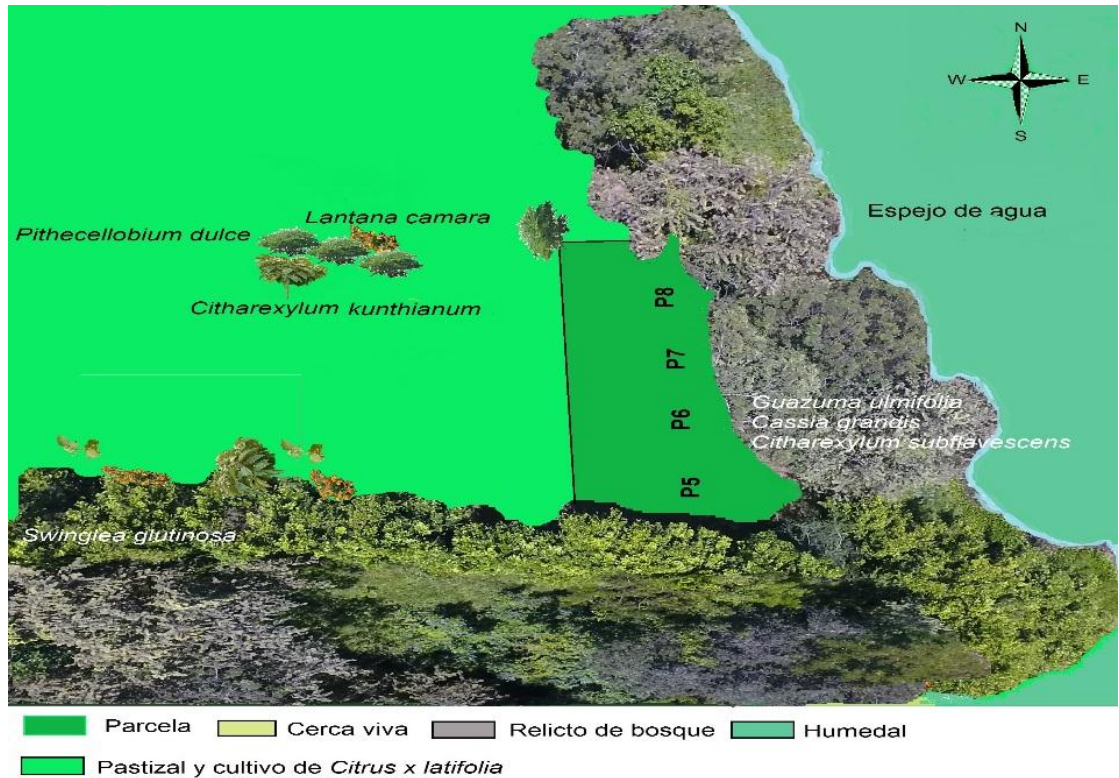 N
W E
S
Espejo de agua
Lantana camara
Pithecellobium dulce
Citharexylum kunthianum
P8
P7
P6
P5
Guazuma ulmifolia
Cassia grandis
Citharexylum subflavescens
Swinglea glutinosa
Parcela Cerca viva Relicto de bosque Humedal
Pastizal y cultivo de Citrus x latifolia